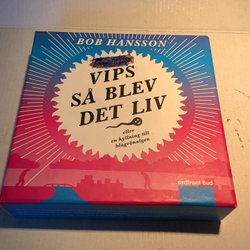 BOB HANSSON
VIPS
SÅ BLEV
DET LIV
eller
en hyllning till
blågrönalgen
ordfront ljud